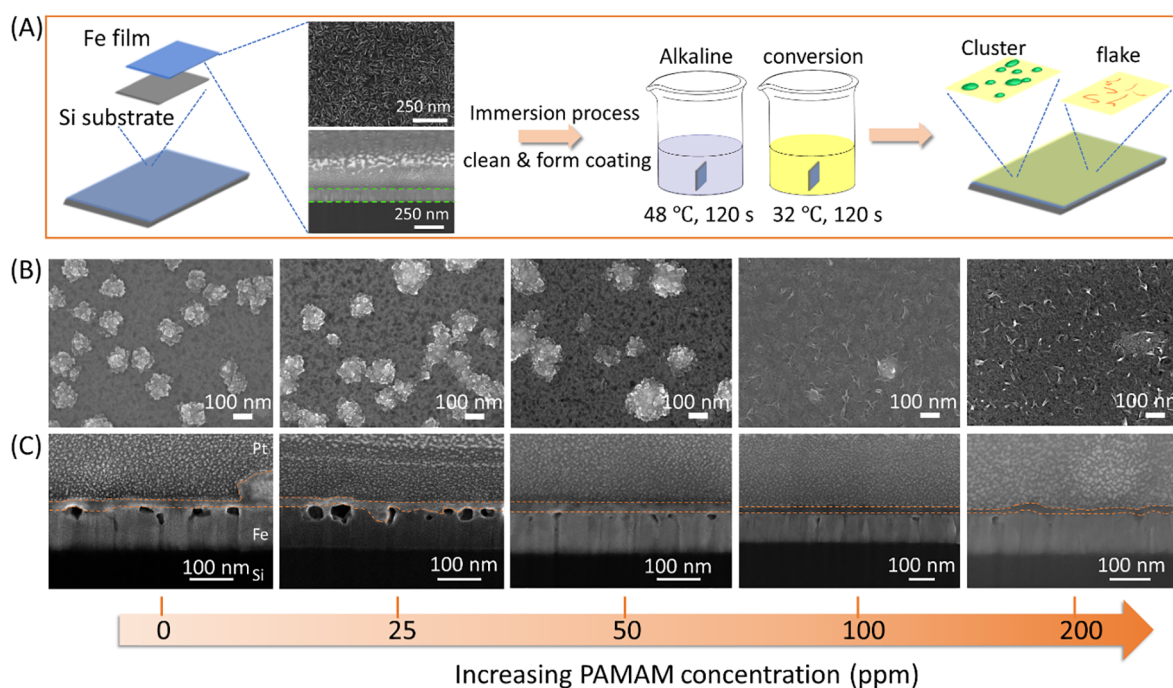 (A)
Fe film
Si substrate
250 nm
250 nm
Immersion process
clean & form coating
Alkaline
conversion
48 °C, 120 s
32 °C, 120 s
Cluster
flake
(B)
100 nm
100 nm
100 nm
100 nm
100 nm
(C)
Pt
Fe
Si
100 nm
100 nm
100 nm
100 nm
100 nm
0
25
50
100
200
Increasing PAMAM concentration (ppm)